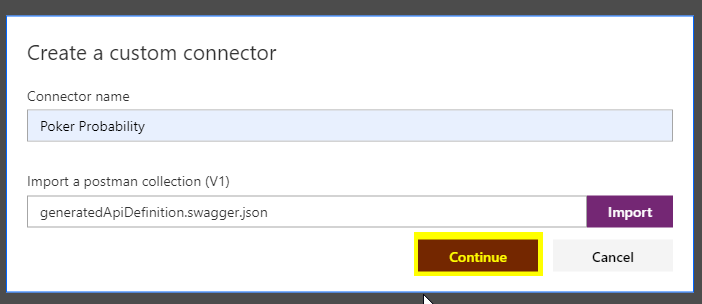 Create a custom connector
Connector name
Poker Probability
Import a postman collection (V1)
generatedApiDefinition.swagger.json
Import
Continue
Cancel